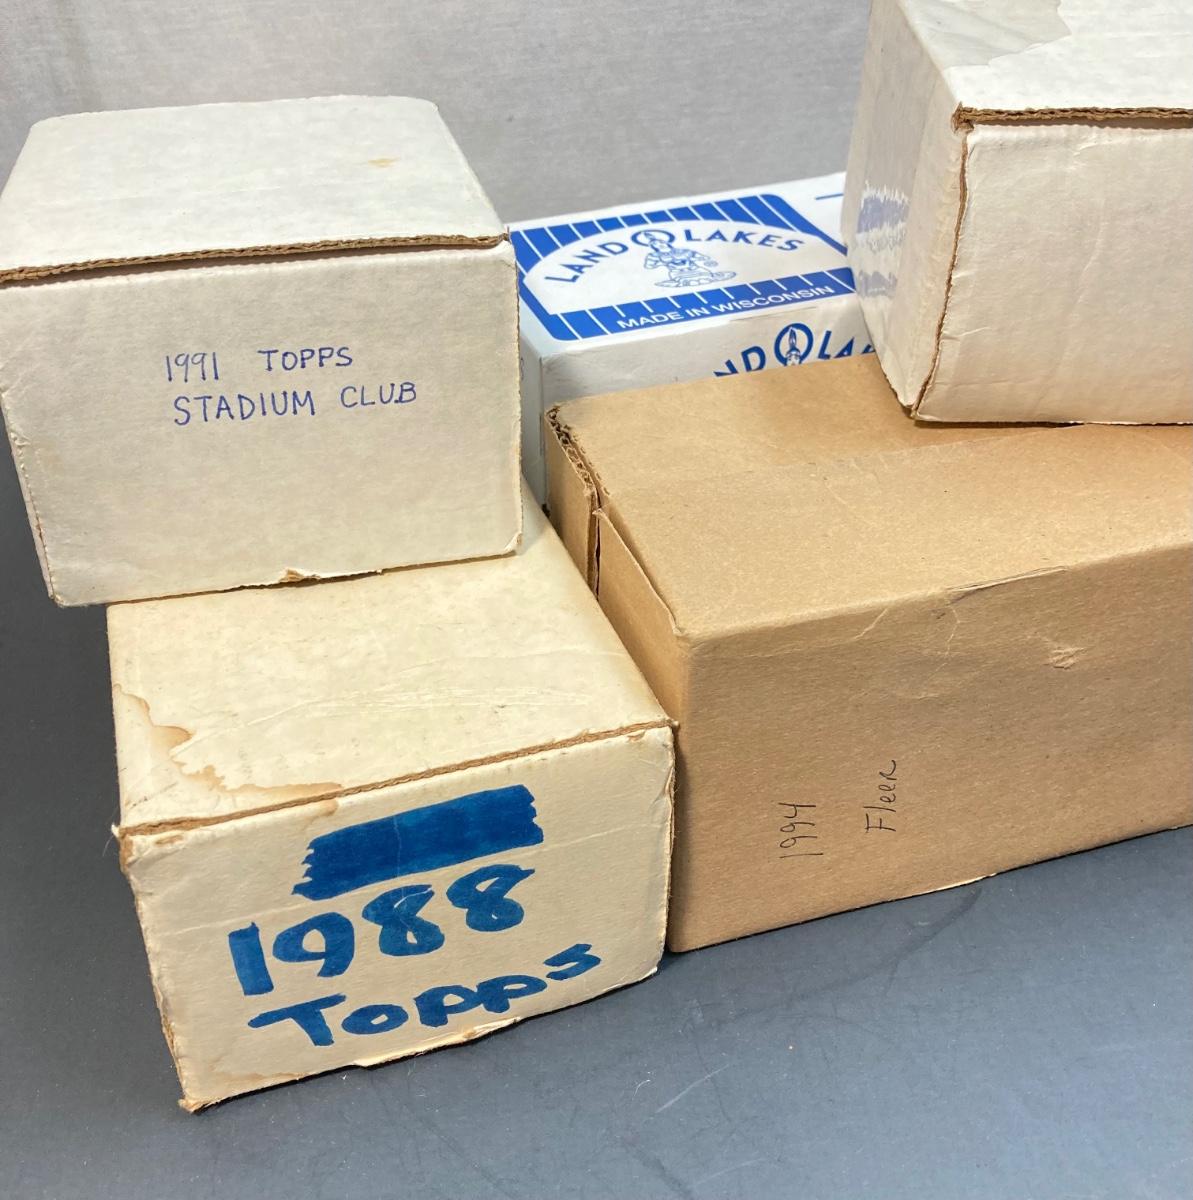 1991 TOPPS
STADIUM CLUB
LAND O LAKES
MADE IN WISCONSIN
1988
TOPPS
1994
Fleer